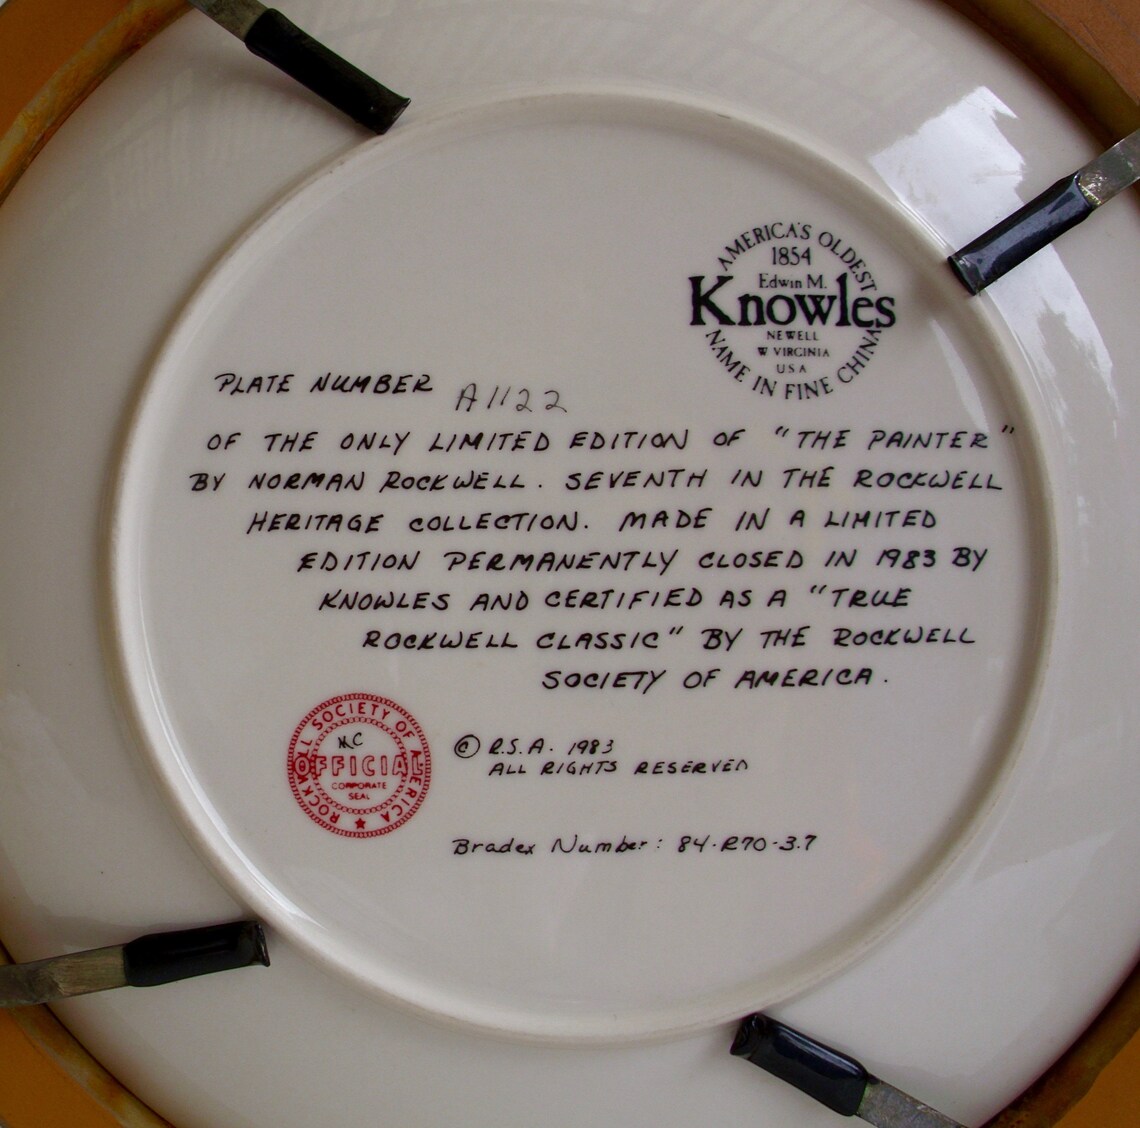 AMERICA'S OLDEST
1854
Edwin M.
Knowles
NEWELL
W VIRGINIA
USA
NAME IN FINE CHINA
PLATE NUMBER A1122
OF THE ONLY LIMITED EDITION OF "THE PAINTER"
BY NORMAN ROCKWELL. SEVENTH IN THE ROCKWELL
HERITAGE COLLECTION. MADE IN A LIMITED
EDITION PERMANENTLY CLOSED IN 1983 BY
KNOWLES AND CERTIFIED AS A "TRUE
ROCKWELL CLASSIC" BY THE ROCKWELL
SOCIETY OF AMERICA.
ROCKWELL SOCIETY OF AMERICA
MC
OFFICIAL
CORPORATE
SEAL
© R.S.A. 1983
ALL RIGHTS RESERVED
Bradex Number: 84-R70-3.7